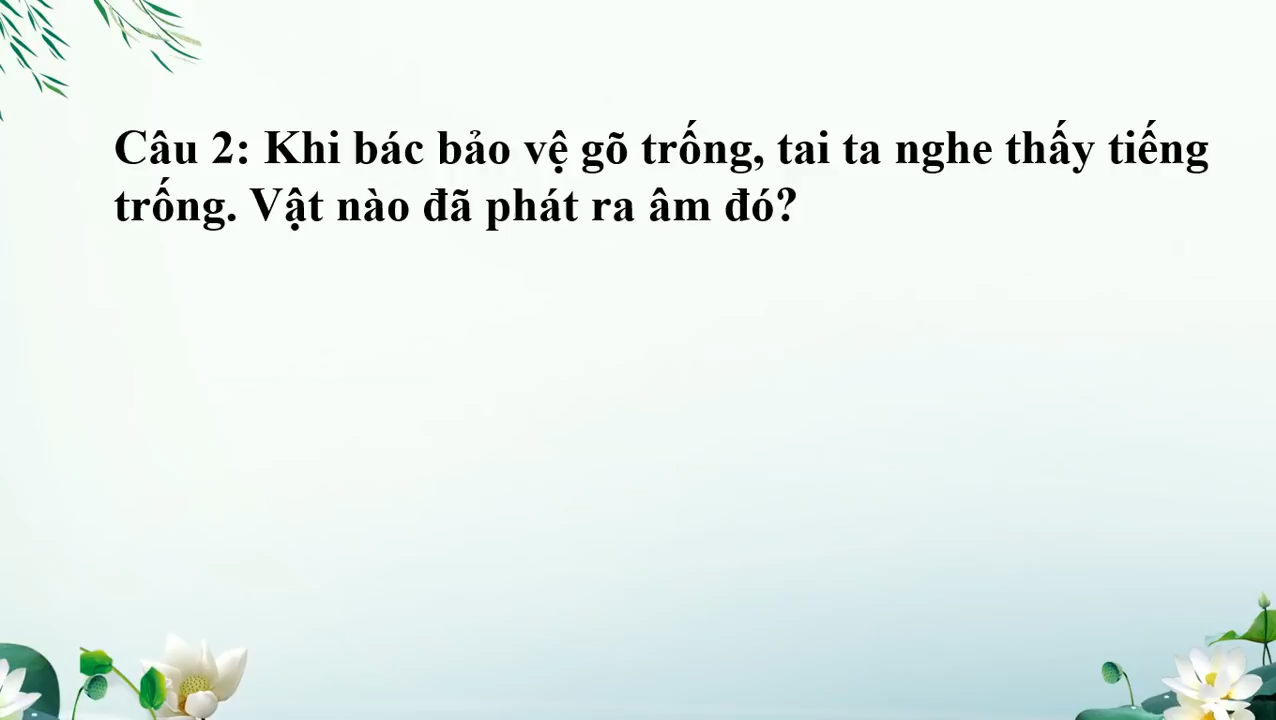 Câu 2: Khi bác bảo vệ gõ trống, tai ta nghe thấy tiếng
trống. Vật nào đã phát ra âm đó?